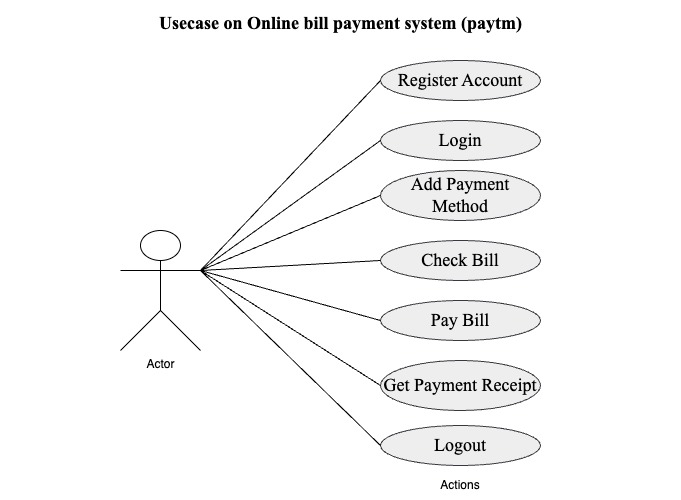 Usecase on Online bill payment system (paytm)
Register Account
Login
Add Payment
Method
Check Bill
Pay Bill
Get Payment Receipt
Logout
Actor
Actions